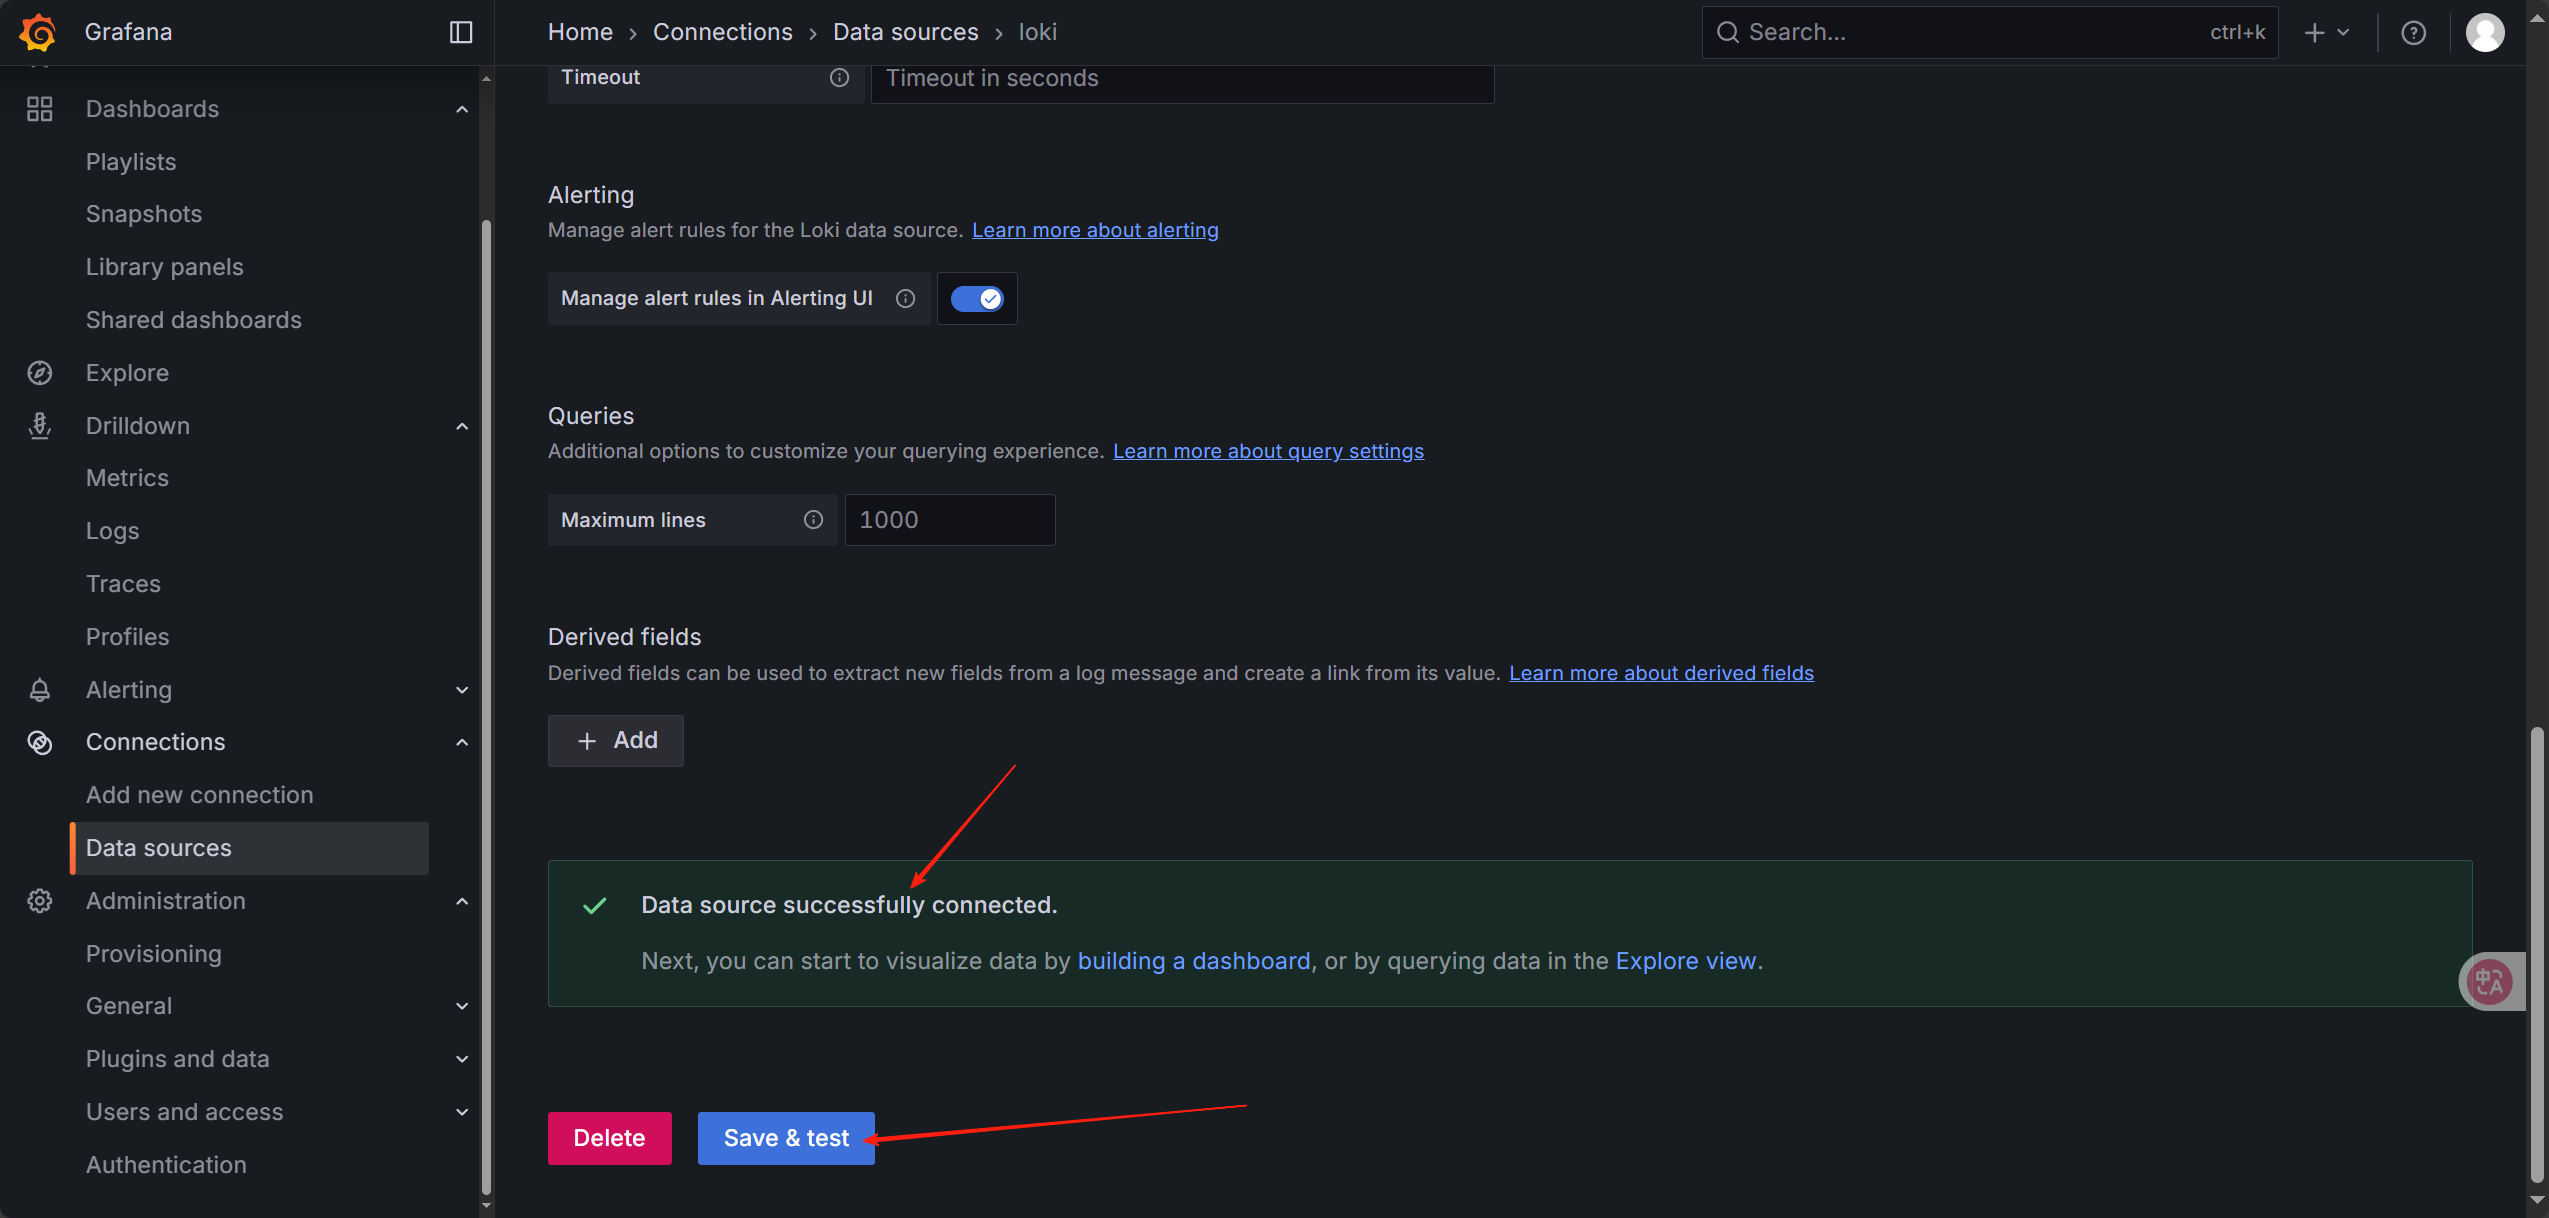 Grafana
Home › Connections › Data sources › loki
Search...
ctrl+k
Dashboards
Playlists
Snapshots
Library panels
Shared dashboards
Explore
Drilldown
Metrics
Logs
Traces
Profiles
Alerting
Connections
Add new connection
Data sources
Administration
Provisioning
General
Plugins and data
Users and access
Authentication
Timeout
Timeout in seconds
Alerting
Manage alert rules for the Loki data source. Learn more about alerting
Manage alert rules in Alerting UI
Queries
Additional options to customize your querying experience. Learn more about query settings
Maximum lines
1000
Derived fields
Derived fields can be used to extract new fields from a log message and create a link from its value. Learn more about derived fields
+ Add
Data source successfully connected.
Next, you can start to visualize data by building a dashboard, or by querying data in the Explore view.
中A
Delete
Save & test